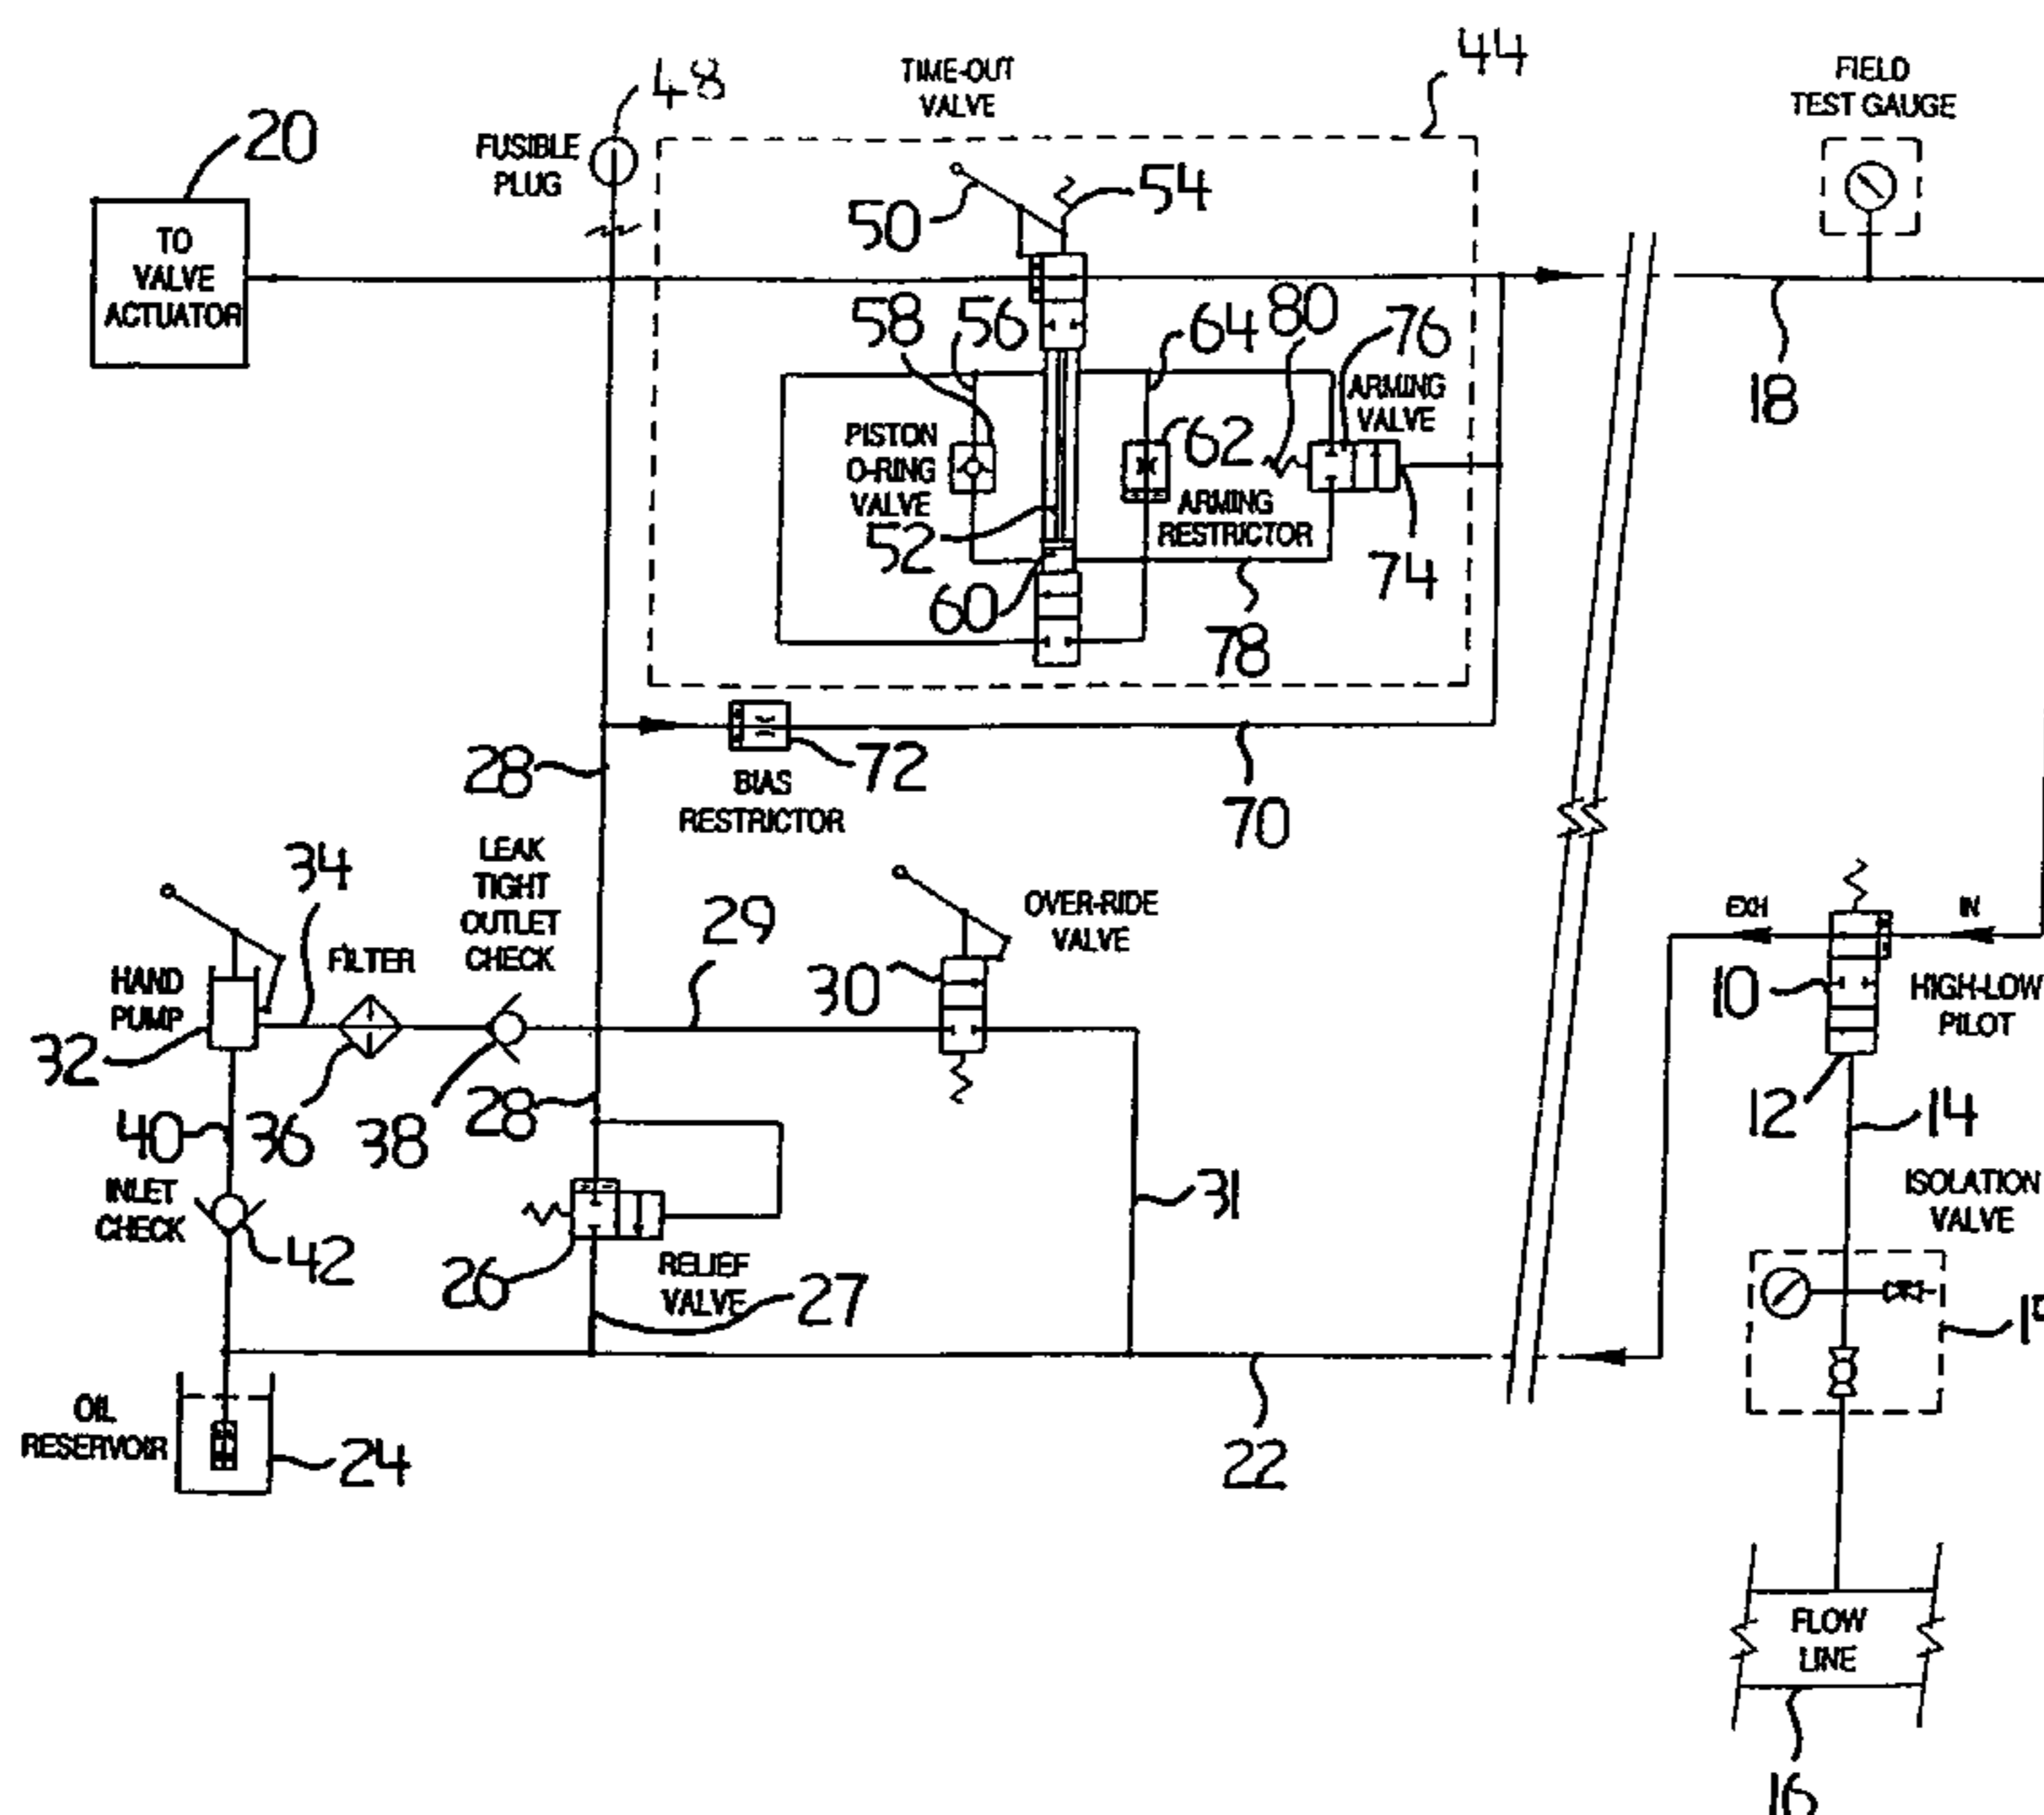 44
48
TIME-OUT
VALVE
FIELD
TEST GAUGE
20
FUSIBLE
PLUG
50
54
TO
VALVE
ACTUATOR
58
56
64
80
76
ARMING
VALVE
18
PISTON
O-RING
VALVE
62
ARMING
RESTRICTOR
52
74
60
78
28
72
BIAS
RESTRICTOR
70
34
LEAK
TIGHT
OUTLET
CHECK
29
OVER-RIDE
VALVE
EXH
IN
HAND
PUMP
FILTER
30
10
HIGH-LOW
PILOT
32
36
38
28
12
14
40
INLET
CHECK
31
ISOLATION
VALVE
42
26
RELIEF
VALVE
27
OIL
RESERVOIR
24
22
FLOW
LINE
16